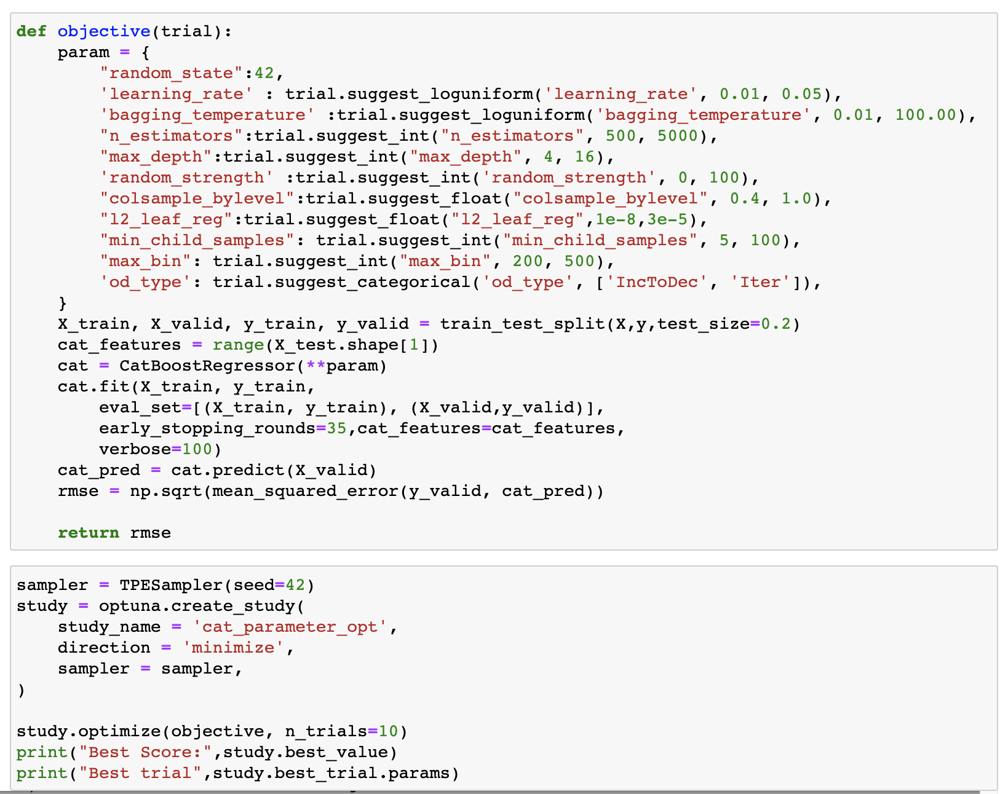 def objective(trial):
    param = {
        "random_state":42,
        'learning_rate' : trial.suggest_loguniform('learning_rate', 0.01, 0.05),
        'bagging_temperature' :trial.suggest_loguniform('bagging_temperature', 0.01, 100.00),
        "n_estimators":trial.suggest_int("n_estimators", 500, 5000),
        "max_depth":trial.suggest_int("max_depth", 4, 16),
        'random_strength' :trial.suggest_int('random_strength', 0, 100),
        "colsample_bylevel":trial.suggest_float("colsample_bylevel", 0.4, 1.0),
        "l2_leaf_reg":trial.suggest_float("l2_leaf_reg",1e-8,3e-5),
        "min_child_samples": trial.suggest_int("min_child_samples", 5, 100),
        "max_bin": trial.suggest_int("max_bin", 200, 500),
        'od_type': trial.suggest_categorical('od_type', ['IncToDec', 'Iter']),
    }
    X_train, X_valid, y_train, y_valid = train_test_split(X,y,test_size=0.2)
    cat_features = range(X_test.shape[1])
    cat = CatBoostRegressor(**param)
    cat.fit(X_train, y_train,
        eval_set=[(X_train, y_train), (X_valid,y_valid)],
        early_stopping_rounds=35,cat_features=cat_features,
        verbose=100)
    cat_pred = cat.predict(X_valid)
    rmse = np.sqrt(mean_squared_error(y_valid, cat_pred))

    return rmse

sampler = TPESampler(seed=42)
study = optuna.create_study(
    study_name = 'cat_parameter_opt',
    direction = 'minimize',
    sampler = sampler,
)

study.optimize(objective, n_trials=10)
print("Best Score:",study.best_value)
print("Best trial",study.best_trial.params)